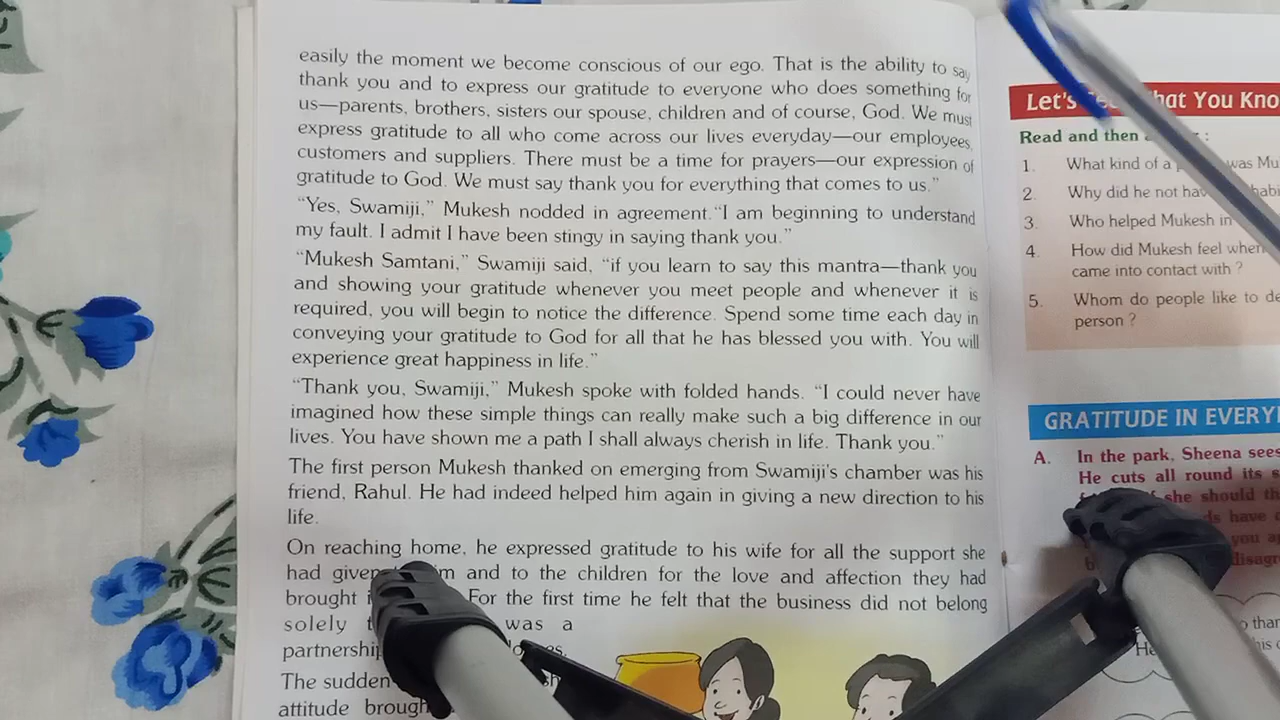 easily the moment we become conscious of our ego. That is the ability to say
thank you and to express our gratitude to everyone who does something for
us—parents, brothers, sisters our spouse, children and of course, God. We must
express gratitude to all who come across our lives everyday—our employees,
customers and suppliers. There must be a time for prayers—our expression of
gratitude to God. We must say thank you for everything that comes to us.”
“Yes, Swamiji,” Mukesh nodded in agreement.“I am beginning to understand
my fault. I admit I have been stingy in saying thank you.”
“Mukesh Samtani,” Swamiji said, “if you learn to say this mantra—thank you
and showing your gratitude whenever you meet people and whenever it is
required, you will begin to notice the difference. Spend some time each day in
conveying your gratitude to God for all that he has blessed you with. You will
experience great happiness in life.”
“Thank you, Swamiji,” Mukesh spoke with folded hands. “I could never have
imagined how these simple things can really make such a big difference in our
lives. You have shown me a path I shall always cherish in life. Thank you.”
The first person Mukesh thanked on emerging from Swamiji’s chamber was his
friend, Rahul. He had indeed helped him again in giving a new direction to his
life.
On reaching home, he expressed gratitude to his wife for all the support she
had given and to the children for the love and affection they had
brought For the first time he felt that the business did not belong
solely was a
The sudden
attitude
Let's What You
Read and then
1. What kind of a was
2. Why did he not
3. Who helped Mukesh in
4. How did Mukesh feel when
came into contact with ?
5. Whom do people like to
person ?
GRATITUDE IN
A. In the park, Sheena sees
He cuts all round its
she should
have
you